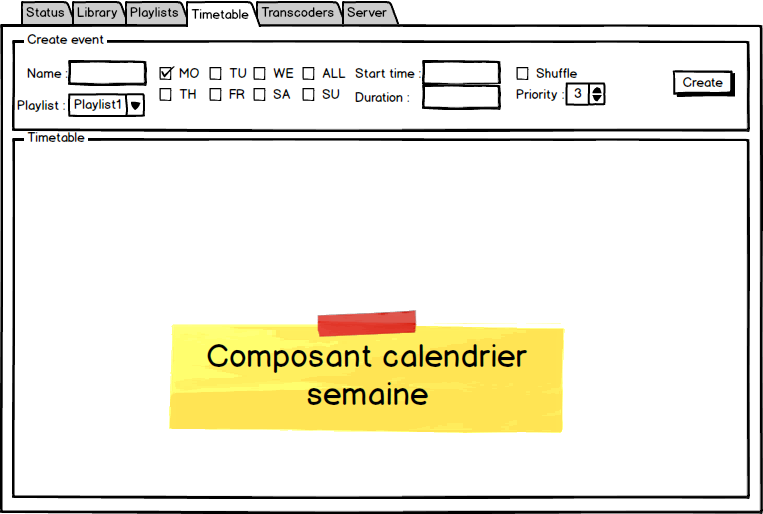 Status Library Playlists Timetable Transcoders Server
Create event
Name : MO TU WE ALL Start time : Shuffle
Create
Playlist : Playlist1 TH FR SA SU Duration : Priority : 3
Timetable
Composant calendrier
semaine